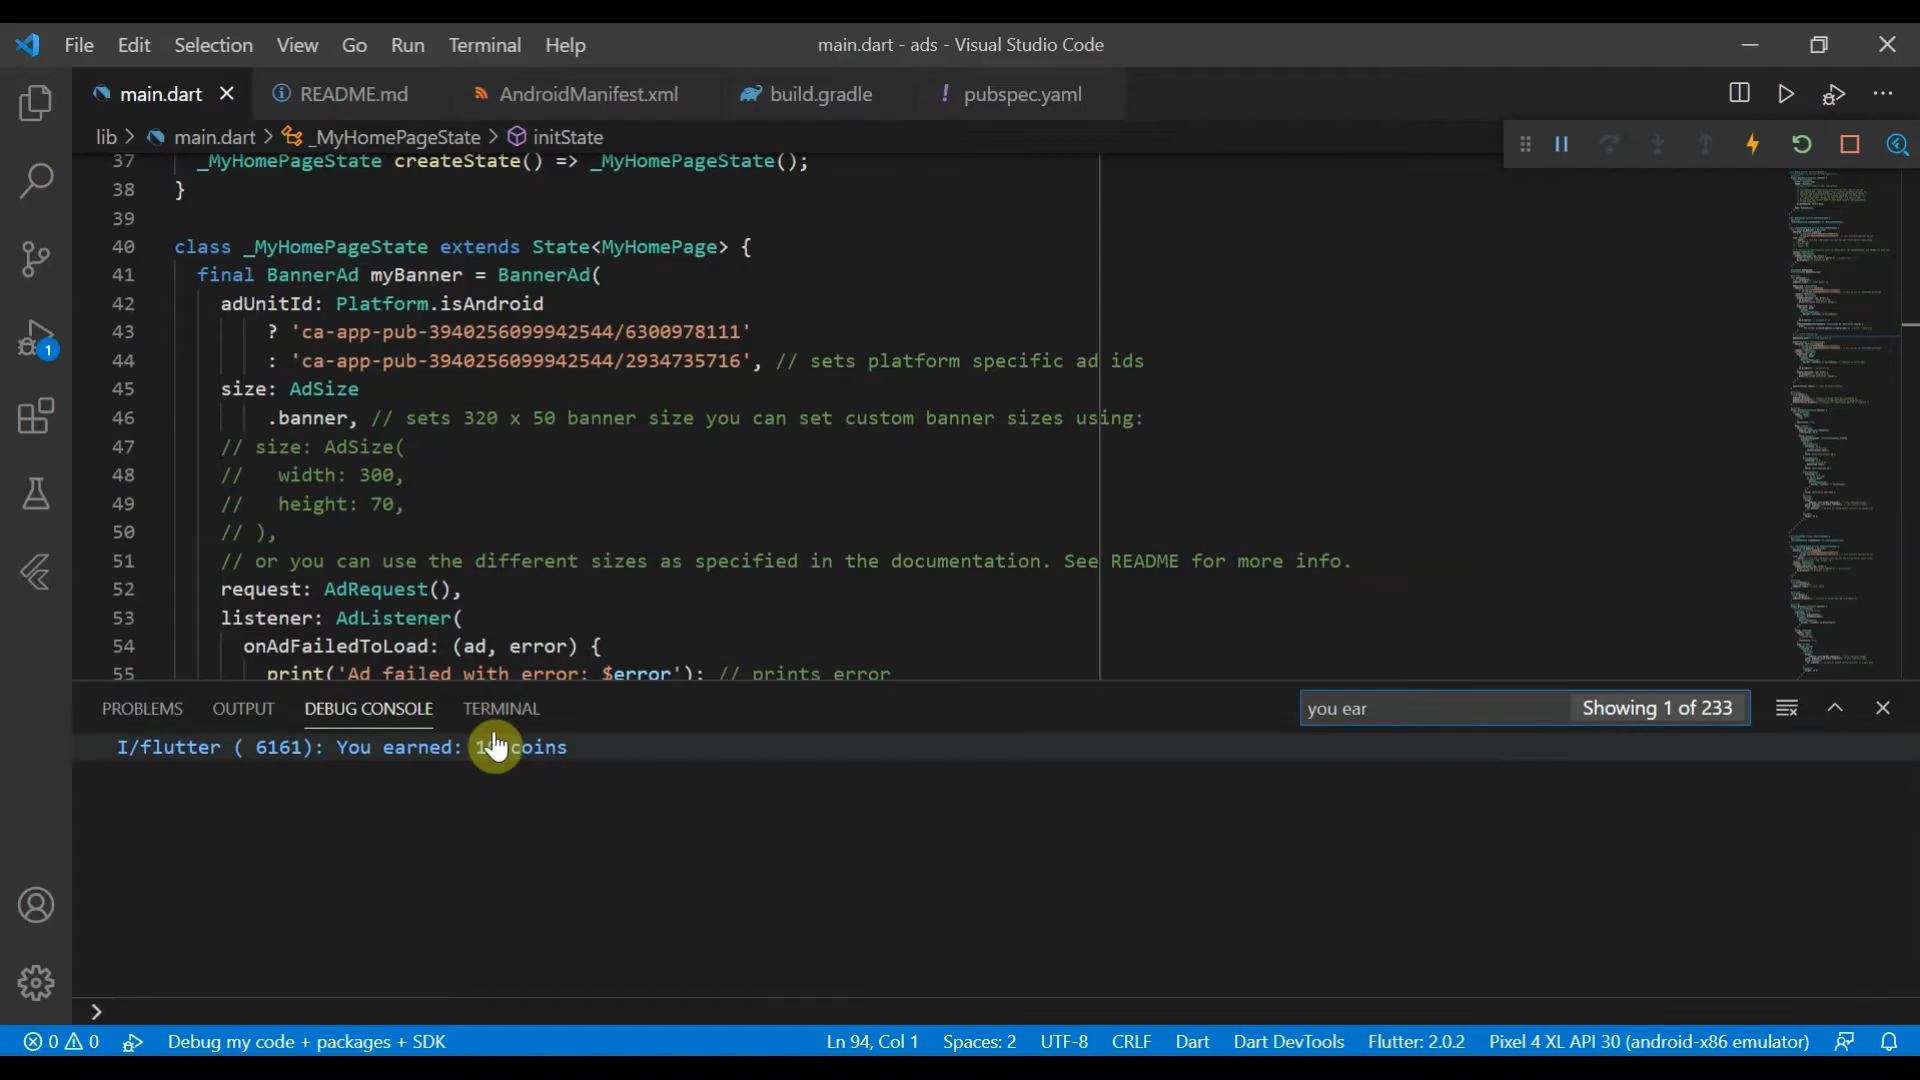 File Edit Selection View Go Run Terminal Help main.dart - ads - Visual Studio Code
main.dart README.md AndroidManifest.xml build.gradle ! pubspec.yaml
lib > main.dart > _MyHomePageState > initState
37 _MyHomePageState createState() => _MyHomePageState();
38 }
39
40 class _MyHomePageState extends State<MyHomePage> {
41 final BannerAd myBanner = BannerAd(
42 adUnitId: Platform.isAndroid
43 ? 'ca-app-pub-3940256099942544/6300978111'
44 : 'ca-app-pub-3940256099942544/2934735716', // sets platform specific ad ids
45 size: AdSize
46 .banner, // sets 320 x 50 banner size you can set custom banner sizes using:
47 // size: AdSize(
48 // width: 300,
49 // height: 70,
50 // ),
51 // or you can use the different sizes as specified in the documentation. See README for more info.
52 request: AdRequest(),
53 listener: AdListener(
54 onAdFailedToLoad: (ad, error) {
55 print('Ad failed with error: $error'); // prints error
PROBLEMS OUTPUT DEBUG CONSOLE TERMINAL you ear Showing 1 of 233
I/flutter ( 6161): You earned: coins
>
1
0 0 Debug my code + packages + SDK Ln 94, Col 1 Spaces: 2 UTF-8 CRLF Dart Dart DevTools Flutter: 2.0.2 Pixel 4 XL API 30 (android-x86 emulator)